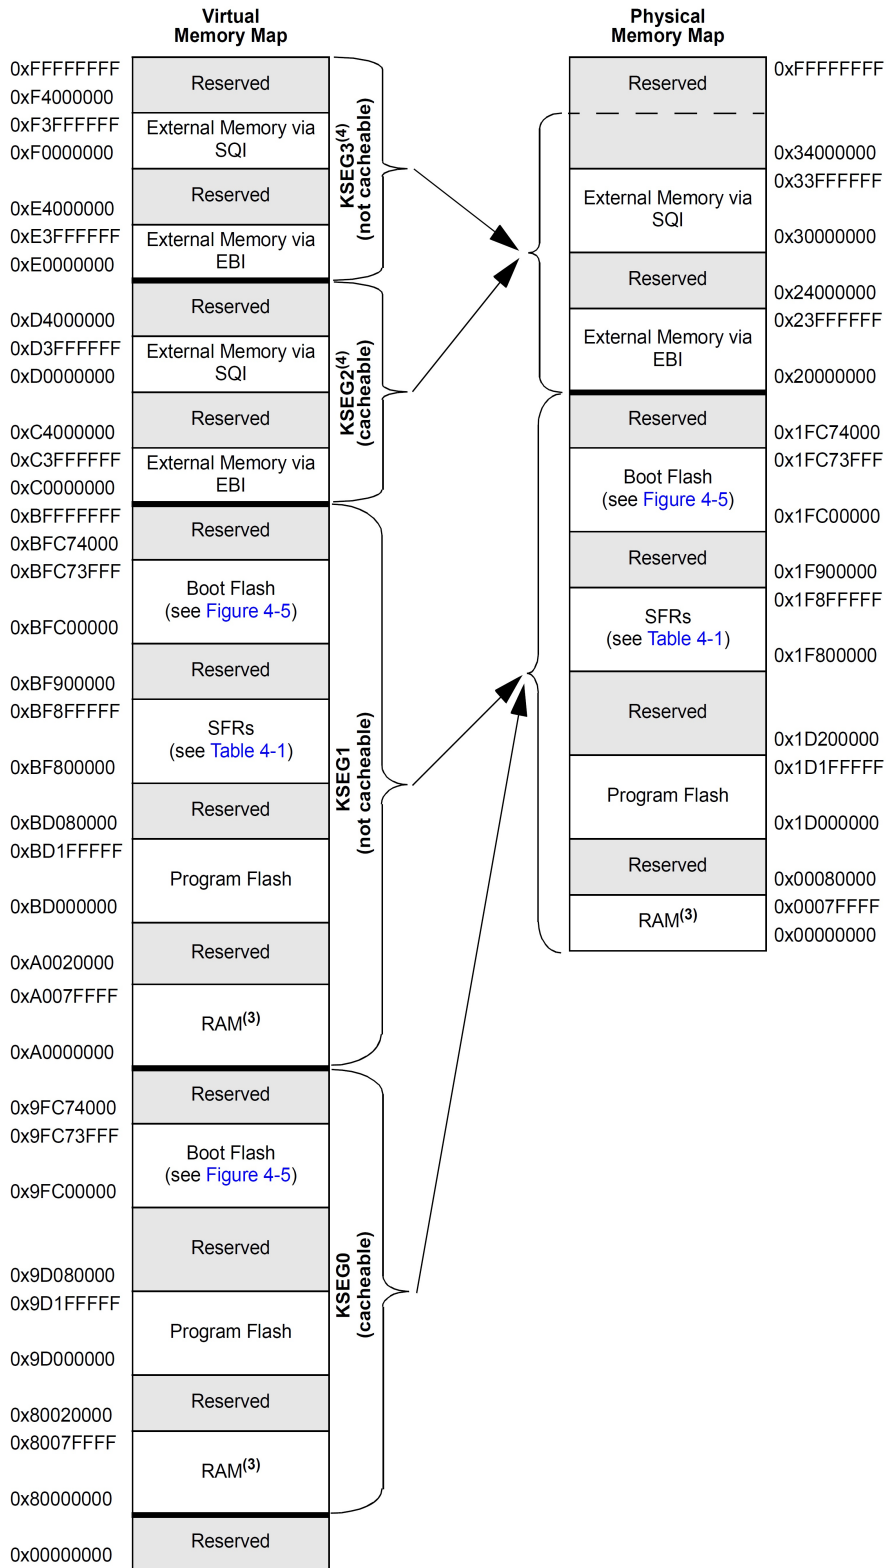 Virtual
Memory Map
0xFFFFFFFF
Reserved
0xF4000000
0xF3FFFFFF
External Memory via
SQI
0xF0000000
Reserved
0xE4000000
0xE3FFFFFF
External Memory via
EBI
0xE0000000
KSEG3(4)
(not cacheable)
Reserved
0xD4000000
0xD3FFFFFF
External Memory via
SQI
0xD0000000
Reserved
0xC4000000
0xC3FFFFFF
External Memory via
EBI
0xC0000000
KSEG2(4)
(cacheable)
0xBFFFFFFF
Reserved
0xBFC74000
0xBFC73FFF
Boot Flash
(see Figure 4-5)
0xBFC00000
Reserved
0xBF900000
0xBF8FFFFF
SFRs
(see Table 4-1)
0xBF800000
Reserved
0xBD080000
0xBD1FFFFF
Program Flash
0xBD000000
Reserved
0xA0020000
0xA007FFFF
RAM(3)
0xA0000000
KSEG1
(not cacheable)
Reserved
0x9FC74000
0x9FC73FFF
Boot Flash
(see Figure 4-5)
0x9FC00000
Reserved
0x9D080000
0x9D1FFFFF
Program Flash
0x9D000000
Reserved
0x80020000
0x8007FFFF
RAM(3)
0x80000000
KSEG0
(cacheable)
Reserved
0x00000000
Physical
Memory Map
0xFFFFFFFF
Reserved
0x34000000
0x33FFFFFF
External Memory via
SQI
0x30000000
Reserved
0x24000000
0x23FFFFFF
External Memory via
EBI
0x20000000
Reserved
0x1FC74000
0x1FC73FFF
Boot Flash
(see Figure 4-5)
0x1FC00000
Reserved
0x1F900000
0x1F8FFFFF
SFRs
(see Table 4-1)
0x1F800000
Reserved
0x1D200000
0x1D1FFFFF
Program Flash
0x1D000000
Reserved
0x00080000
0x0007FFFF
RAM(3)
0x00000000